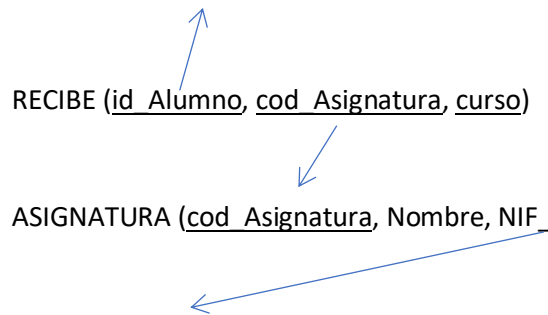 RECIBE (id_Alumno, cod_Asignatura, curso)
ASIGNATURA (cod_Asignatura, Nombre, NIF_